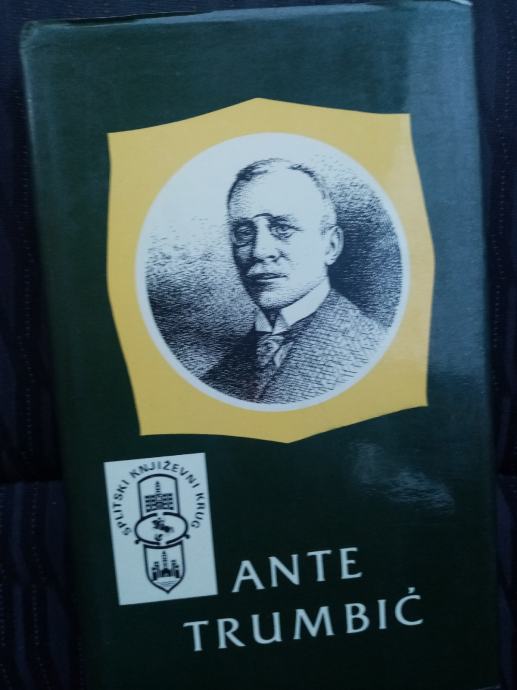 SPLITSKI KNJIŽEVNI KRUG
ANTE
TRUMBIĆ